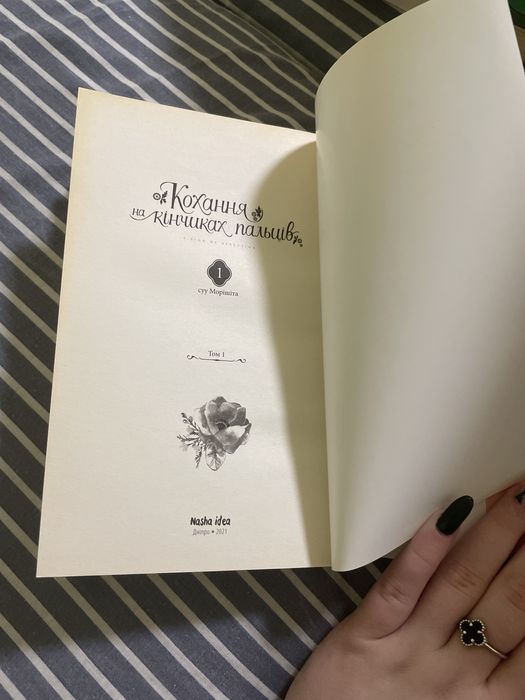 Кохання
на кінчиках пальців
A SIGN OF AFFECTION
1
суу Морішіта
Том 1
Nasha idea
Дніпро • 2021